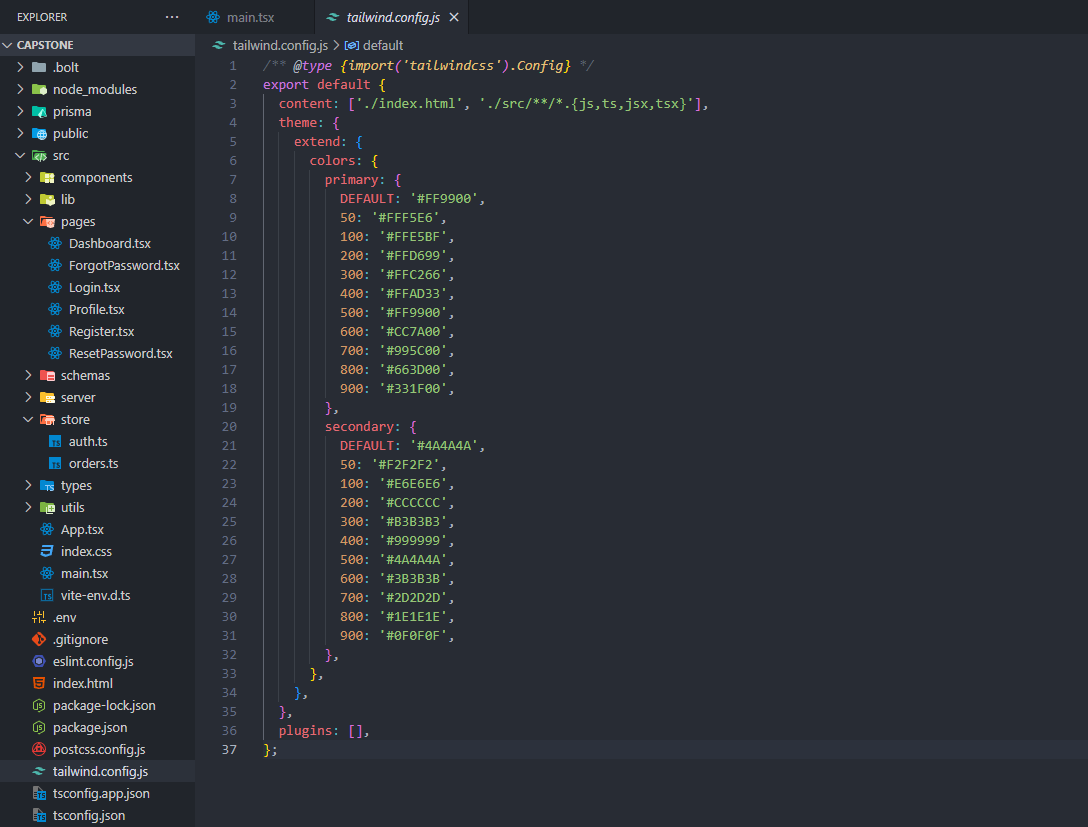 EXPLORER
···
CAPSTONE
.bolt
node_modules
prisma
public
src
components
lib
pages
Dashboard.tsx
ForgotPassword.tsx
Login.tsx
Profile.tsx
Register.tsx
ResetPassword.tsx
schemas
server
store
auth.ts
orders.ts
types
utils
App.tsx
index.css
main.tsx
vite-env.d.ts
.env
.gitignore
eslint.config.js
index.html
package-lock.json
package.json
postcss.config.js
tailwind.config.js
tsconfig.app.json
tsconfig.json
main.tsx
tailwind.config.js
tailwind.config.js > default
1 /** @type {import('tailwindcss').Config} */
2 export default {
3   content: ['./index.html', './src/**/*.{js,ts,jsx,tsx}'],
4   theme: {
5     extend: {
6       colors: {
7         primary: {
8           DEFAULT: '#FF9900',
9           50: '#FFF5E6',
10           100: '#FFE5BF',
11           200: '#FFD699',
12           300: '#FFC266',
13           400: '#FFAD33',
14           500: '#FF9900',
15           600: '#CC7A00',
16           700: '#995C00',
17           800: '#663D00',
18           900: '#331F00',
19         },
20         secondary: {
21           DEFAULT: '#4A4A4A',
22           50: '#F2F2F2',
23           100: '#E6E6E6',
24           200: '#CCCCCC',
25           300: '#B3B3B3',
26           400: '#999999',
27           500: '#4A4A4A',
28           600: '#3B3B3B',
29           700: '#2D2D2D',
30           800: '#1E1E1E',
31           900: '#0F0F0F',
32         },
33       },
34     },
35   },
36   plugins: [],
37 };